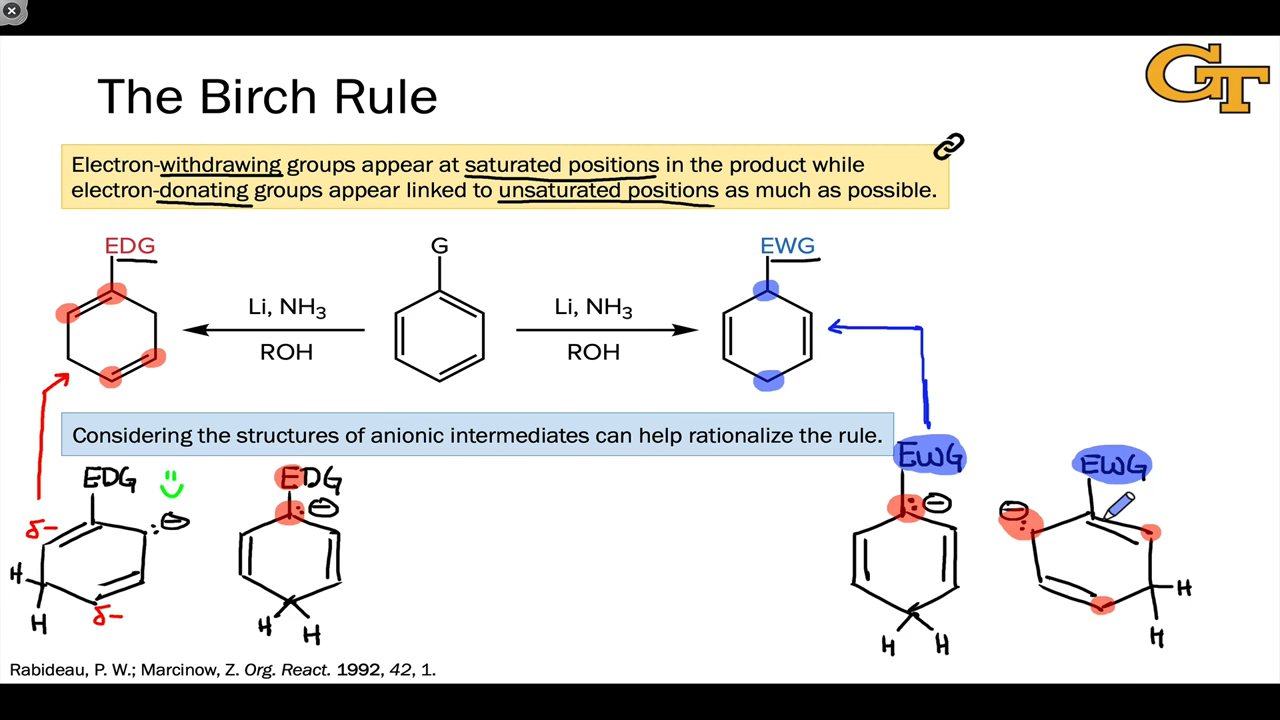 GT
The Birch Rule
Electron-withdrawing groups appear at saturated positions in the product while
electron-donating groups appear linked to unsaturated positions as much as possible.
EDG
G
EWG
Li, NH3
ROH
Li, NH3
ROH
Considering the structures of anionic intermediates can help rationalize the rule.
EDG
δ−
H
H
δ−
⊖
EDG
⊖
H H
EWG
⊖
H H
EWG
⊖
H
H
Rabideau, P. W.; Marcinow, Z. Org. React. 1992, 42, 1.